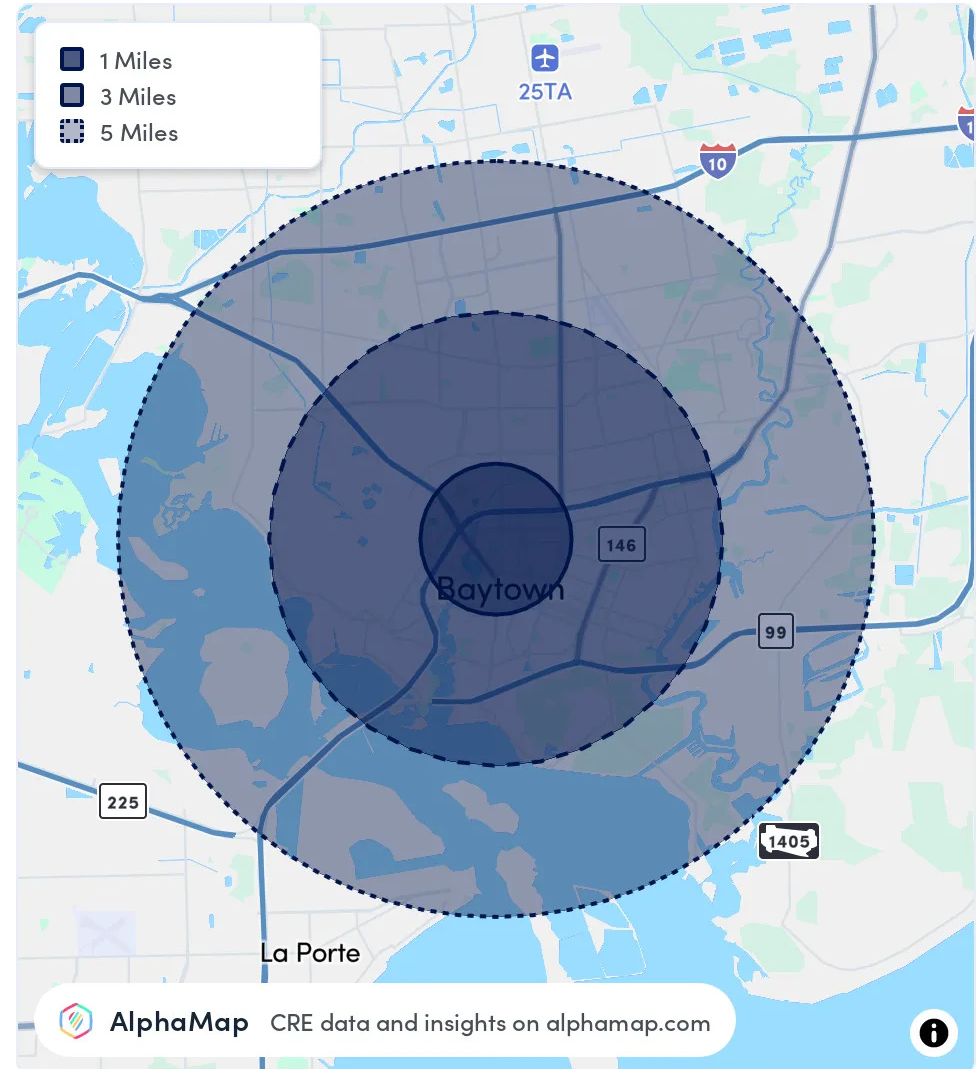 1 Miles
3 Miles
5 Miles
25TA
10
1
146
Baytown
99
225
1405
La Porte
AlphaMap CRE data and insights on alphamap.com